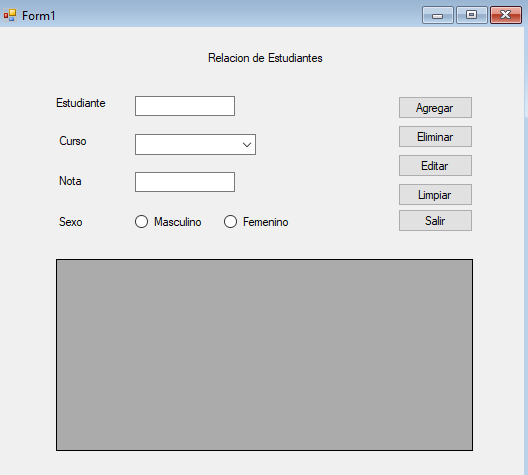 Form1
Relacion de Estudiantes
Estudiante
Agregar
Curso
Eliminar
Editar
Nota
Limpiar
Sexo
Masculino
Femenino
Salir